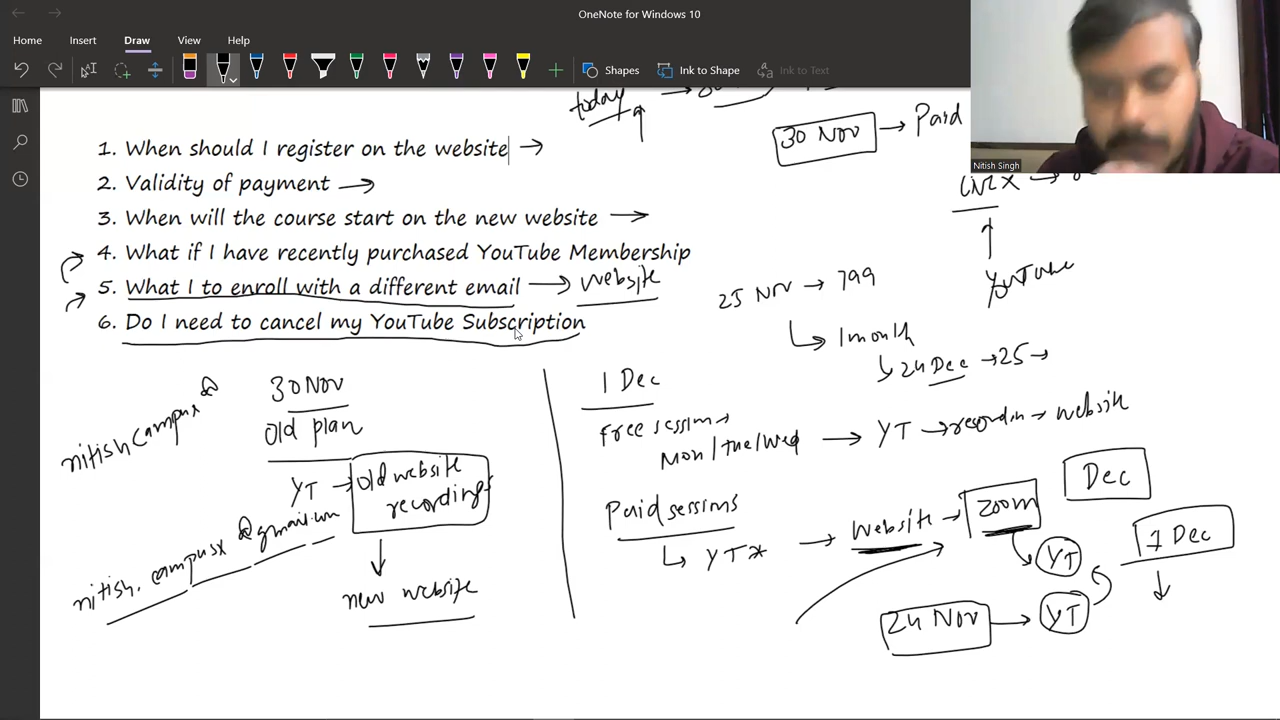 OneNote for Windows 10
Home Insert Draw View Help
Shapes Ink to Shape Ink to Text
today
30 Nov → Paid
Nitish Singh
1. When should I register on the website →
2. Validity of payment →
3. When will the course start on the new website →
4. What if I have recently purchased YouTube Membership
5. What I to enroll with a different email → Website
6. Do I need to cancel my YouTube Subscription
YouTube
25 Nov → 799
1 month
24 Dec → 25 →
nitishcampusx@
30 Nov
old plan
YT → old website
recordings
nitish.campusx@gmail.com
new website
1 Dec
free session →
Mon/tue/wed → YT → recordin → website
Paid sessions
YTX → Website → zoom
Dec
YT
1 Dec
24 Nov → YT